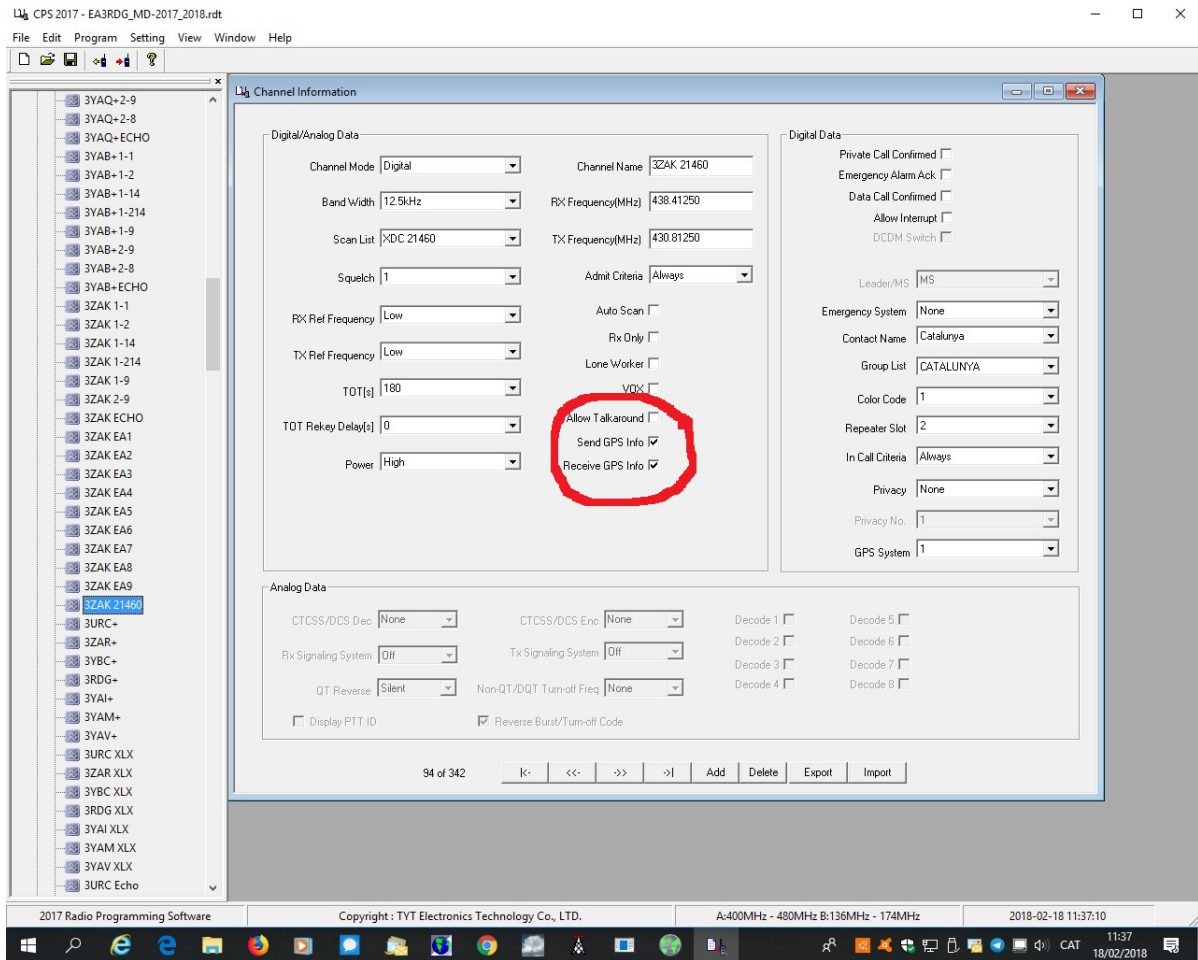 CPS 2017 - EA3RDG_MD-2017_2018.rdt
File Edit Program Setting View Window Help
3YAQ+2-9
3YAQ+2-8
3YAQ+ECHO
3YAB+1-1
3YAB+1-2
3YAB+1-14
3YAB+1-214
3YAB+1-9
3YAB+2-9
3YAB+2-8
3YAB+ECHO
3ZAK 1-1
3ZAK 1-2
3ZAK 1-14
3ZAK 1-214
3ZAK 1-9
3ZAK 2-9
3ZAK ECHO
3ZAK EA1
3ZAK EA2
3ZAK EA3
3ZAK EA4
3ZAK EA5
3ZAK EA6
3ZAK EA7
3ZAK EA8
3ZAK EA9
3ZAK 21460
3URC+
3ZAR+
3YBC+
3RDG+
3YAI+
3YAM+
3YAV+
3URC XLX
3ZAR XLX
3YBC XLX
3RDG XLX
3YAI XLX
3YAM XLX
3YAV XLX
3URC Echo
Channel Information
Digital/Analog Data
Channel Mode Digital
Band Width 12.5kHz
Scan List XDC 21460
Squelch 1
RX Ref Frequency Low
TX Ref Frequency Low
TOT[s] 180
TOT Rekey Delay[s] 0
Power High
Channel Name 3ZAK 21460
RX Frequency(MHz) 438.41250
TX Frequency(MHz) 430.81250
Admit Criteria Always
Auto Scan
Rx Only
Lone Worker
VOX
Allow Talkaround
Send GPS Info
Receive GPS Info
Digital Data
Private Call Confirmed
Emergency Alarm Ack
Data Call Confirmed
Allow Interrupt
DCDM Switch
Leader/MS MS
Emergency System None
Contact Name Catalunya
Group List CATALUNYA
Color Code 1
Repeater Slot 2
In Call Criteria Always
Privacy None
Privacy No. 1
GPS System 1
Analog Data
CTCSS/DCS Dec None
Rx Signaling System Off
QT Reverse Silent
Display PTT ID
CTCSS/DCS Enc None
Tx Signaling System Off
Non-QT/DQT Turn-off Freq None
Reverse Burst/Turn-off Code
Decode 1
Decode 2
Decode 3
Decode 4
Decode 5
Decode 6
Decode 7
Decode 8
94 of 342 |<- <<- ->> ->| Add Delete Export Import
2017 Radio Programming Software Copyright : TYT Electronics Technology Co., LTD. A:400MHz - 480MHz B:136MHz - 174MHz 2018-02-18 11:37:10
CAT 11:37
18/02/2018